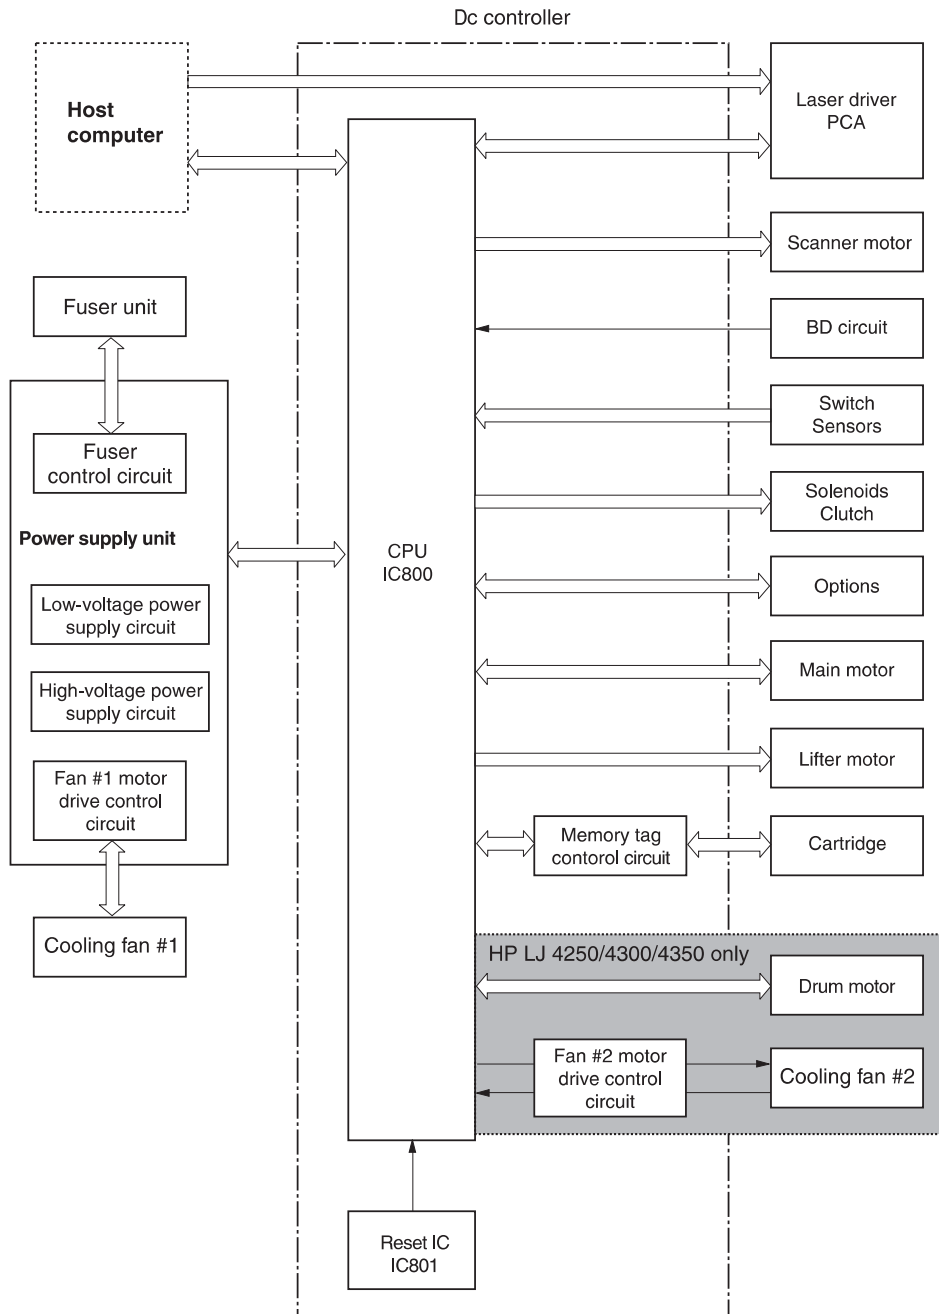 Dc controller
Host
computer
Laser driver
PCA
Scanner motor
Fuser unit
BD circuit
Switch
Sensors
Fuser
control circuit
Solenoids
Clutch
Power supply unit
CPU
IC800
Options
Low-voltage power
supply circuit
Main motor
High-voltage power
supply circuit
Lifter motor
Fan #1 motor
drive control
circuit
Memory tag
contorol circuit
Cartridge
Cooling fan #1
HP LJ 4250/4300/4350 only
Drum motor
Fan #2 motor
drive control
circuit
Cooling fan #2
Reset IC
IC801